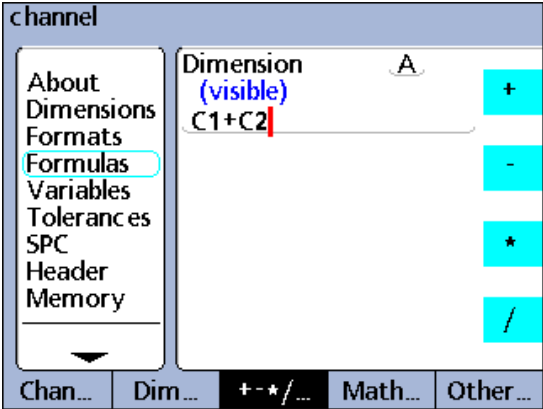 channel
About
Dimensions
Formats
Formulas
Variables
Tolerances
SPC
Header
Memory
Dimension A
(visible)
C1+C2
+
-
*
/
Chan... Dim... +-*/... Math... Other...